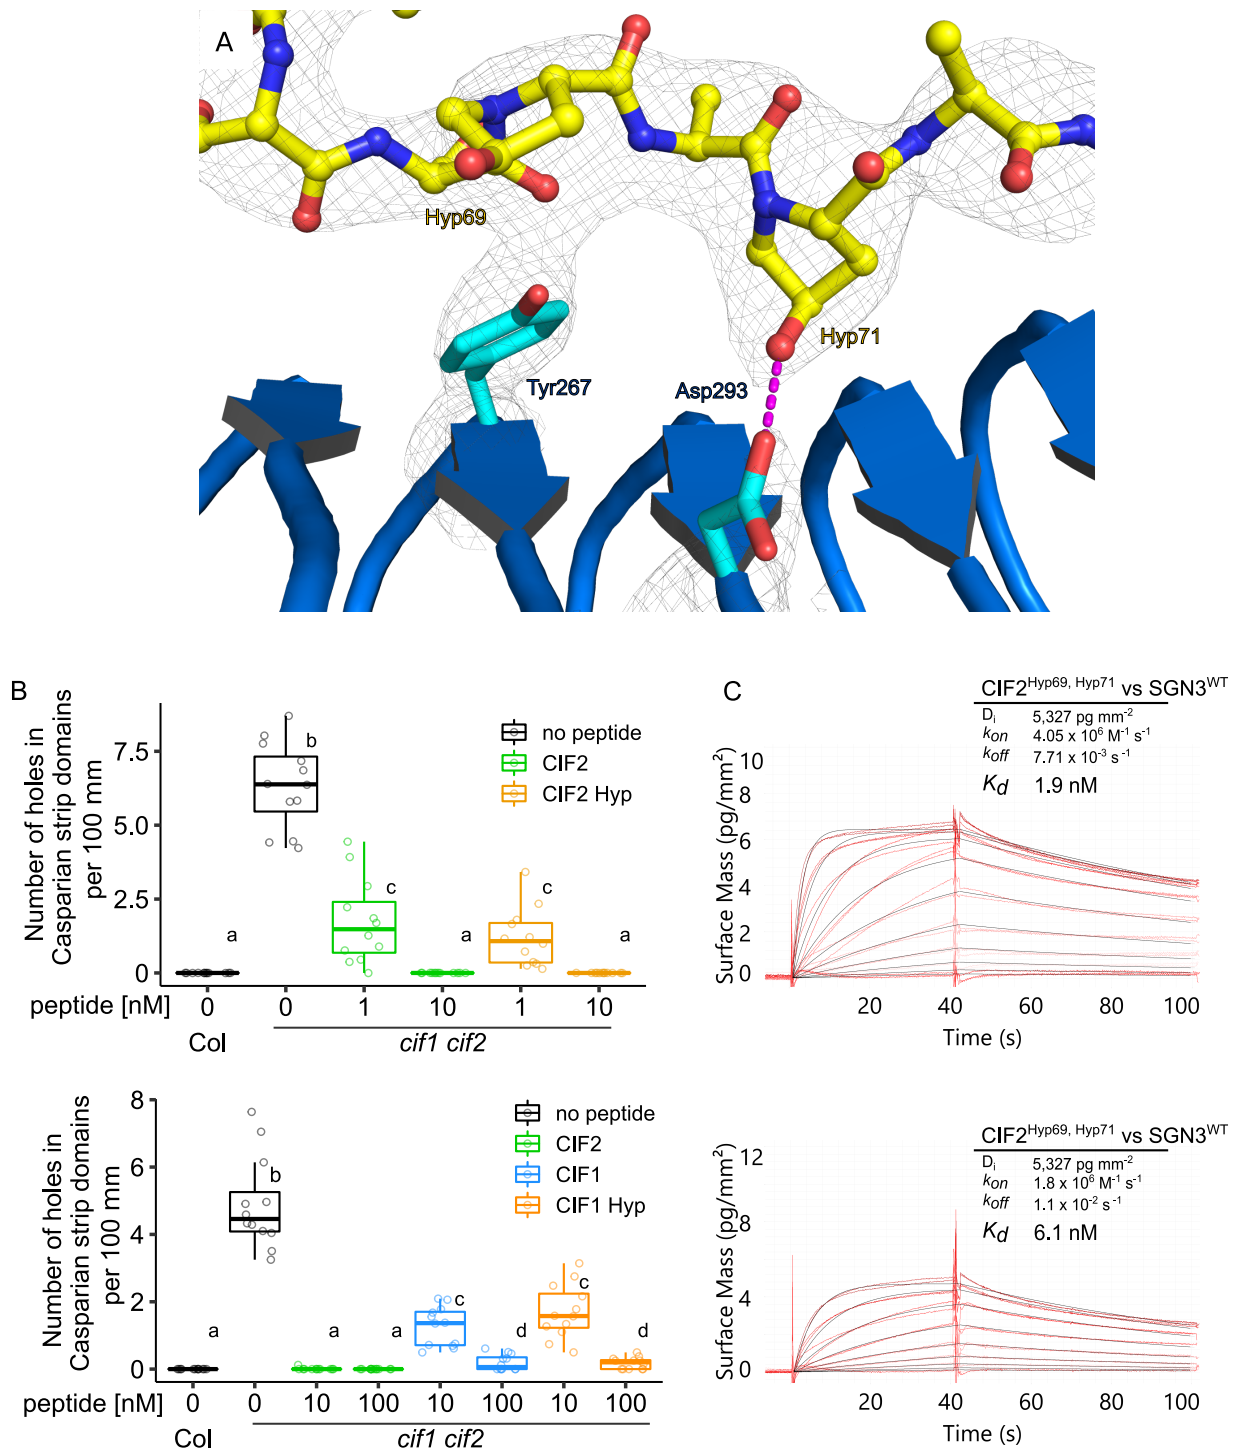 A
Hyp69
Hyp71
Tyr267
Asp293
B
Number of holes in
Casparian strip domains
per 100 mm
7.5
5.0
2.5
0
no peptide
CIF2
CIF2 Hyp
a
b
c
a
c
a
peptide [nM]
0
0
1
10
1
10
Col
cif1 cif2
Number of holes in
Casparian strip domains
per 100 mm
8
6
4
2
0
no peptide
CIF2
CIF1
CIF1 Hyp
a
b
a
a
c
d
c
d
peptide [nM]
0
0
10
100
10
100
10
100
Col
cif1 cif2
C
CIF2Hyp69, Hyp71 vs SGN3WT
Di 5,327 pg mm-2
kon 4.05 x 10⁶ M-1 s-1
koff 7.71 x 10-3 s-1
Kd 1.9 nM
Surface Mass (pg/mm²)
10
8
6
4
2
0
20
40
60
80
100
Time (s)
CIF2Hyp69, Hyp71 vs SGN3WT
Di 5,327 pg mm-2
kon 1.8 x 10⁶ M-1 s-1
koff 1.1 x 10-2 s-1
Kd 6.1 nM
Surface Mass (pg/mm²)
12
8
4
0
20
40
60
80
100
Time (s)